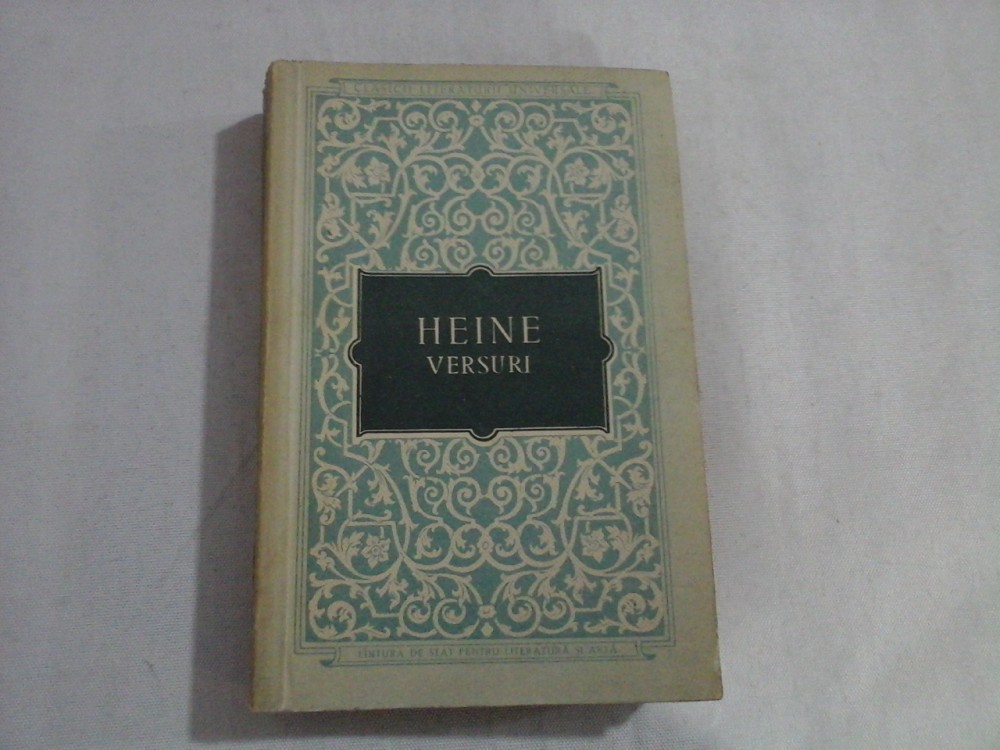 CLASICII LITERATURII UNIVERSALE
HEINE
VERSURI
EDITURA DE STAT PENTRU LITERATURĂ ȘI ARTĂ